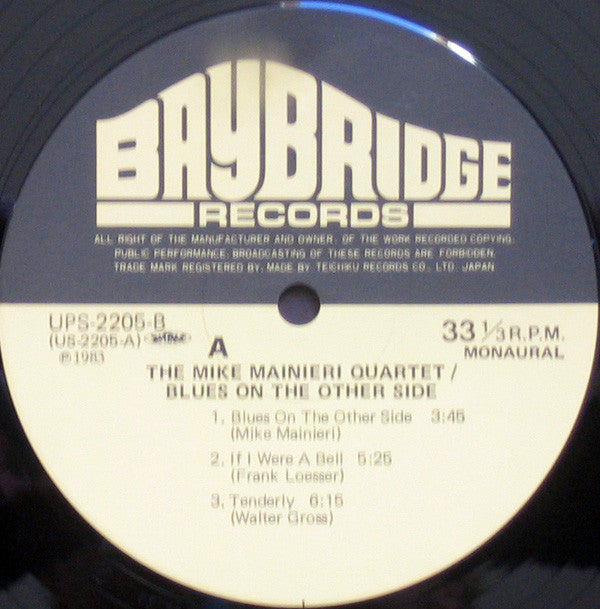 BAYBRIDGE
RECORDS
ALL RIGHT OF THE MANUFACTURER AND OWNER. OF THE WORK RECORDED COPYING.
PUBLIC PERFORMANCE; BROADCASTING OF THESE RECORDS ARE FORBIDDEN.
TRADE MARK REGISTERED BY, MADE BY TEICHIKU RECORDS CO., LTD. JAPAN
UPS-2205-B
(US-2205-A)
℗1983
A
33 1/3 R.P.M.
MONAURAL
THE MIKE MAINIERI QUARTET /
BLUES ON THE OTHER SIDE
1. Blues On The Other Side 3:45
(Mike Mainieri)
2. If I Were A Bell 5:25
(Frank Loesser)
3. Tenderly 6:15
(Walter Gross)